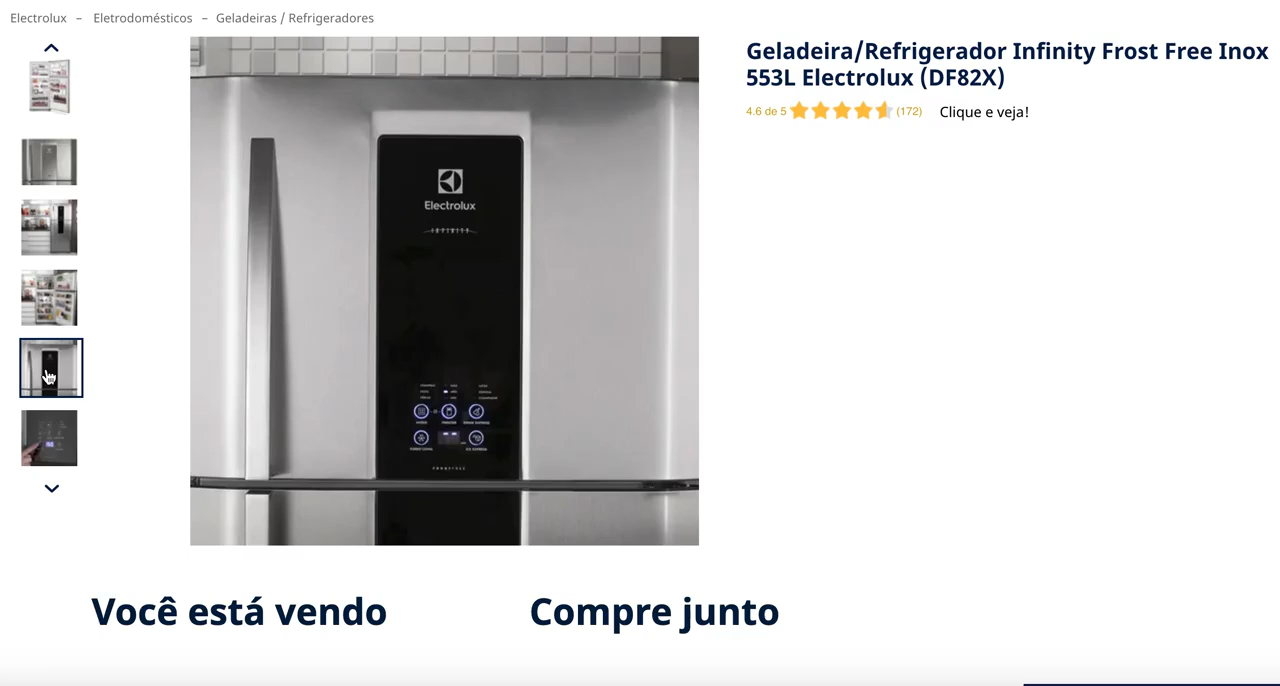 Electrolux – Eletrodomésticos – Geladeiras / Refrigeradores
Geladeira/Refrigerador Infinity Frost Free Inox
553L Electrolux (DF82X)
4.6 de 5 (172) Clique e veja!
Electrolux
INFINITY
Você está vendo
Compre junto